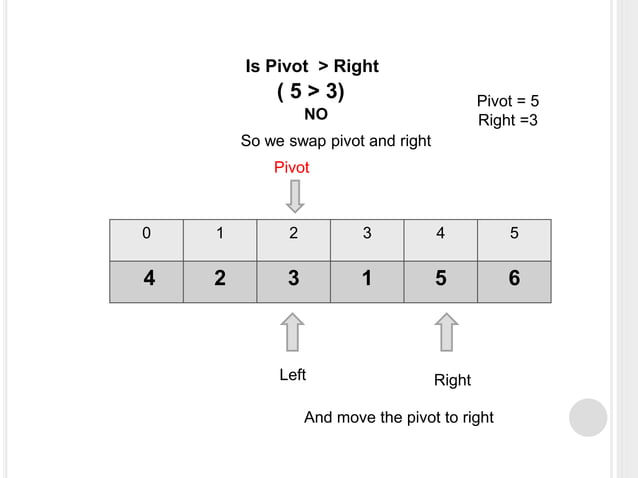 Is Pivot > Right
( 5 > 3)
NO
Pivot = 5
Right =3
So we swap pivot and right
Pivot
0 1 2 3 4 5
4 2 3 1 5 6
Left
Right
And move the pivot to right